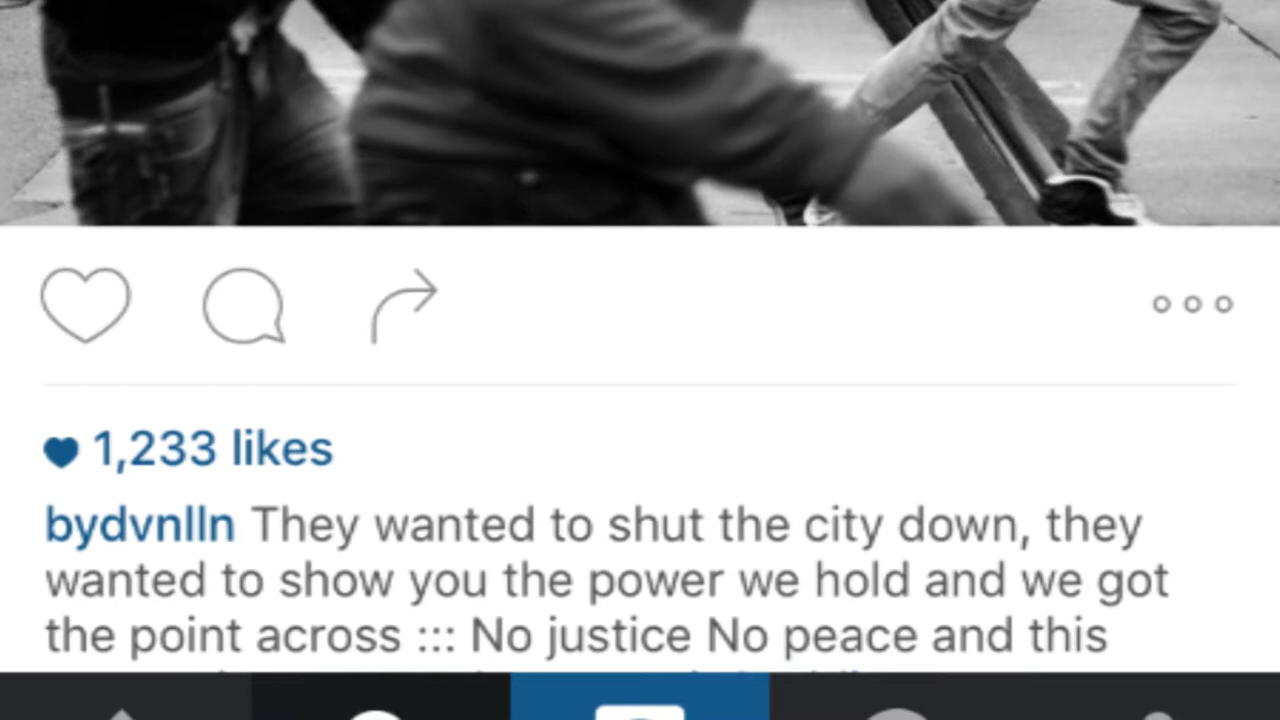 1,233 likes
bydvnlln They wanted to shut the city down, they
wanted to show you the power we hold and we got
the point across ::: No justice No peace and this